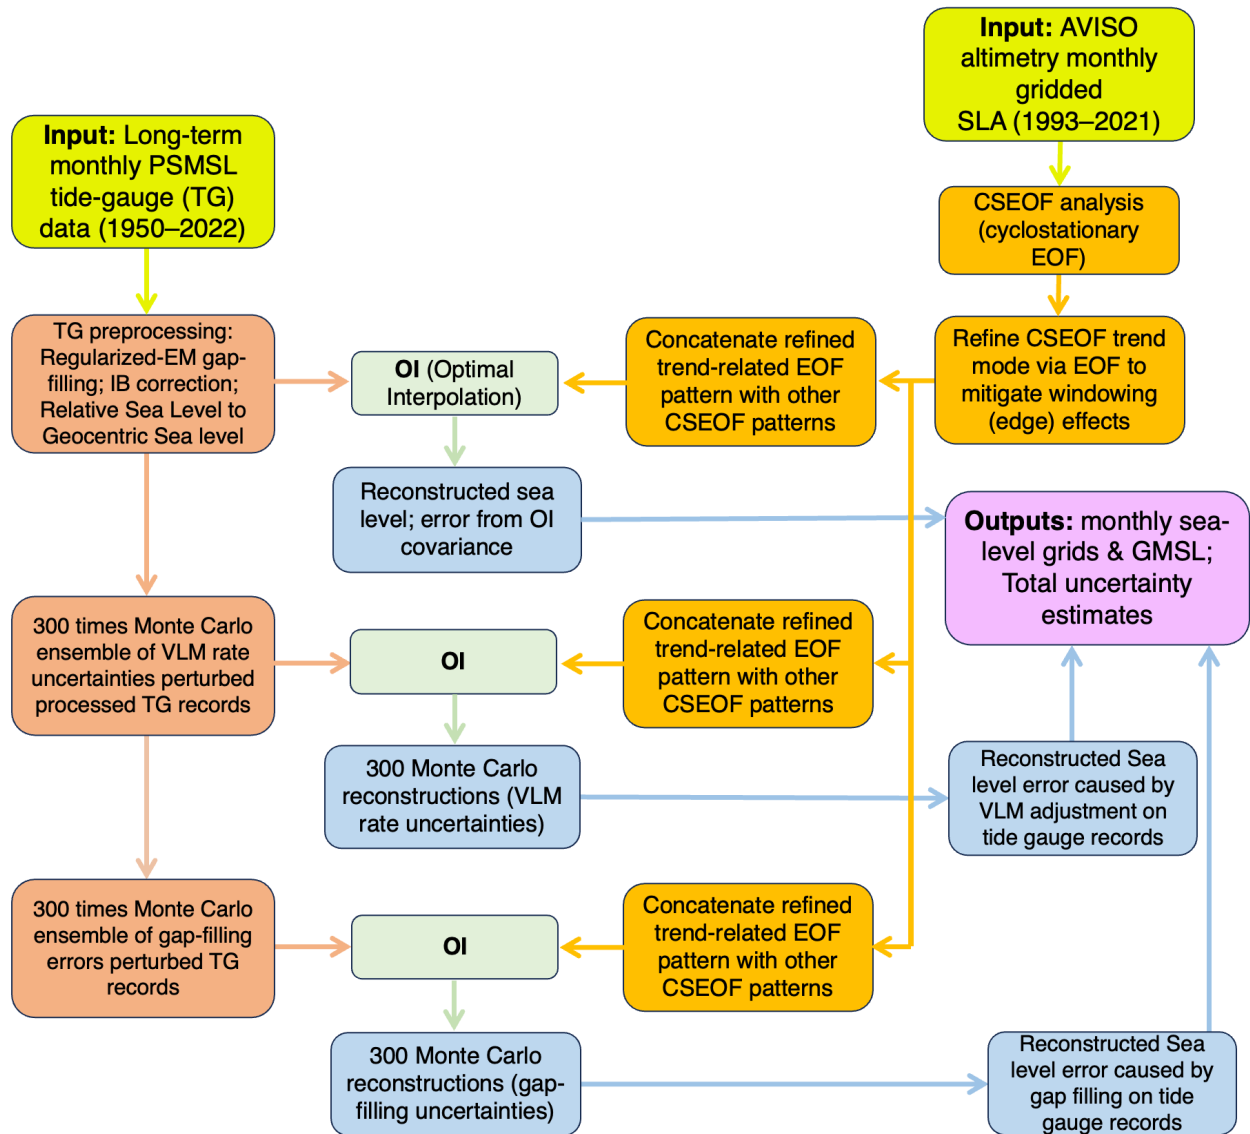 Input: AVISO
altimetry monthly
gridded
SLA (1993–2021)
Input: Long-term
monthly PSMSL
tide-gauge (TG)
data (1950–2022)
CSEOF analysis
(cyclostationary
EOF)
TG preprocessing:
Regularized-EM gap-
filling; IB correction;
Relative Sea Level to
Geocentric Sea level
OI (Optimal
Interpolation)
Concatenate refined
trend-related EOF
pattern with other
CSEOF patterns
Refine CSEOF trend
mode via EOF to
mitigate windowing
(edge) effects
Reconstructed sea
level; error from OI
covariance
Outputs: monthly sea-
level grids & GMSL;
Total uncertainty
estimates
300 times Monte Carlo
ensemble of VLM rate
uncertainties perturbed
processed TG records
OI
Concatenate refined
trend-related EOF
pattern with other
CSEOF patterns
300 Monte Carlo
reconstructions (VLM
rate uncertainties)
Reconstructed Sea
level error caused by
VLM adjustment on
tide gauge records
300 times Monte Carlo
ensemble of gap-filling
errors perturbed TG
records
OI
Concatenate refined
trend-related EOF
pattern with other
CSEOF patterns
300 Monte Carlo
reconstructions (gap-
filling uncertainties)
Reconstructed Sea
level error caused by
gap filling on tide
gauge records